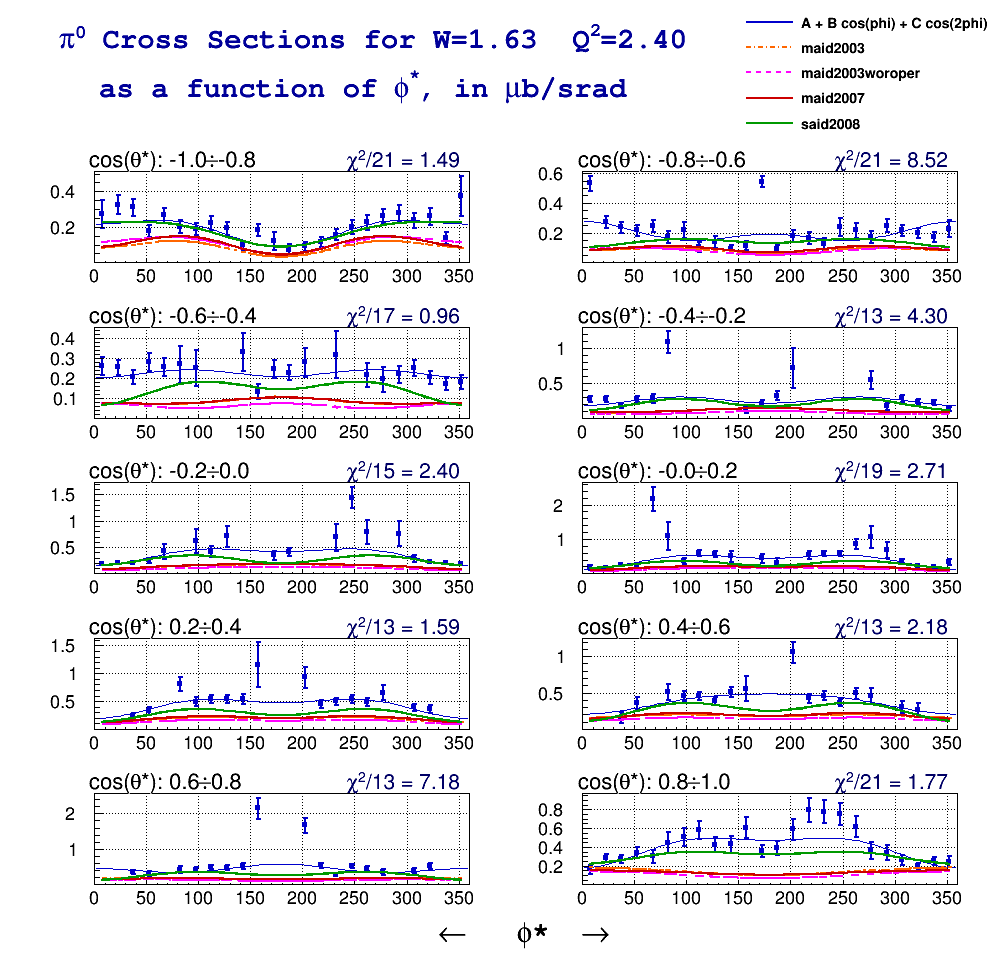 π⁰ Cross Sections for W=1.63 Q²=2.40
as a function of ϕ*, in μb/srad
A + B cos(phi) + C cos(2phi)
maid2003
maid2003woroper
maid2007
said2008
cos(θ*): -1.0÷-0.8 χ²/21 = 1.49
0.4
0.2
0 50 100 150 200 250 300 350
cos(θ*): -0.8÷-0.6 χ²/21 = 8.52
0.6
0.4
0.2
0 50 100 150 200 250 300 350
cos(θ*): -0.6÷-0.4 χ²/17 = 0.96
0.4
0.3
0.2
0.1
0 50 100 150 200 250 300 350
cos(θ*): -0.4÷-0.2 χ²/13 = 4.30
1
0.5
0 50 100 150 200 250 300 350
cos(θ*): -0.2÷0.0 χ²/15 = 2.40
1.5
1
0.5
0 50 100 150 200 250 300 350
cos(θ*): -0.0÷0.2 χ²/19 = 2.71
2
1
0 50 100 150 200 250 300 350
cos(θ*): 0.2÷0.4 χ²/13 = 1.59
1.5
1
0.5
0 50 100 150 200 250 300 350
cos(θ*): 0.4÷0.6 χ²/13 = 2.18
1
0.5
0 50 100 150 200 250 300 350
cos(θ*): 0.6÷0.8 χ²/13 = 7.18
2
1
0 50 100 150 200 250 300 350
cos(θ*): 0.8÷1.0 χ²/21 = 1.77
0.8
0.6
0.4
0.2
0 50 100 150 200 250 300 350
← ϕ* →